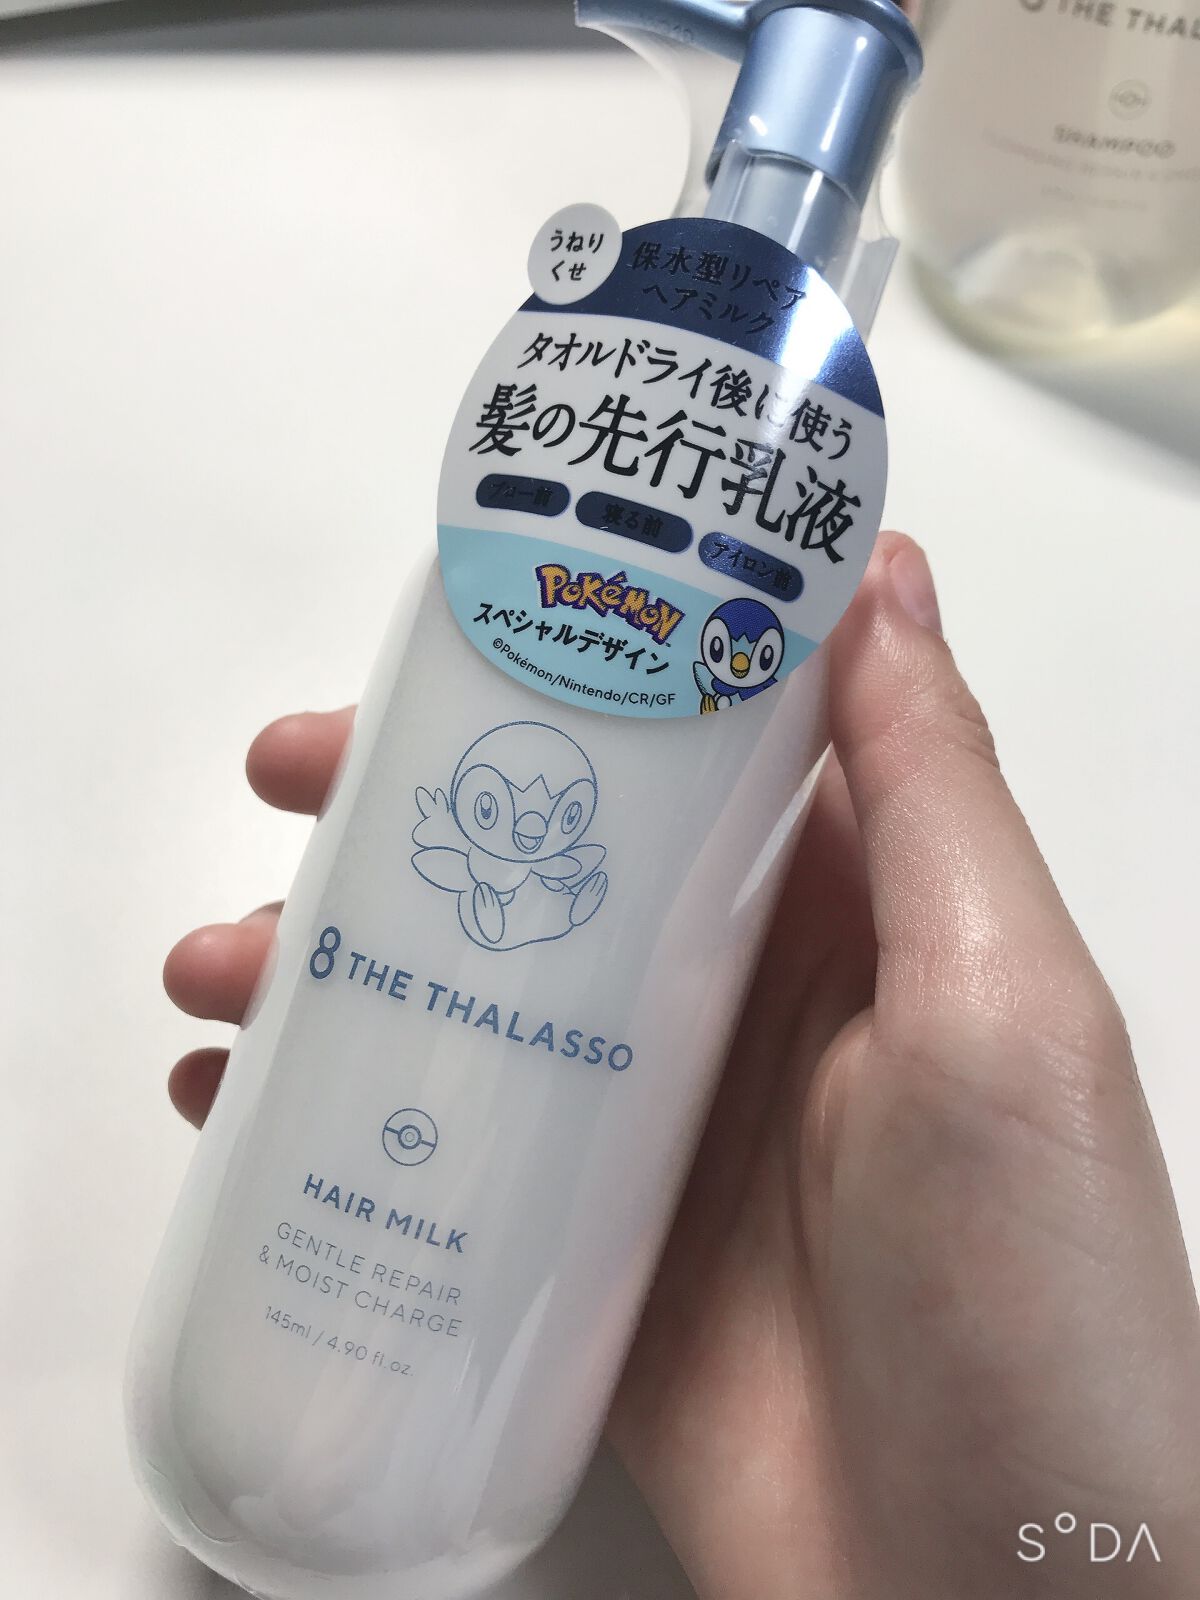 THE THAL
SHAMPOO
うねり
くせ
保水型リペア
ヘアミルク
タオルドライ後に使う
髪の先行乳液
ブロー前 寝る前 アイロン前
POKÉMON
スペシャルデザイン
©Pokémon/Nintendo/CR/GF
8 THE THALASSO
HAIR MILK
GENTLE REPAIR
& MOIST CHARGE
145ml / 4.90 fl.oz.
SODA